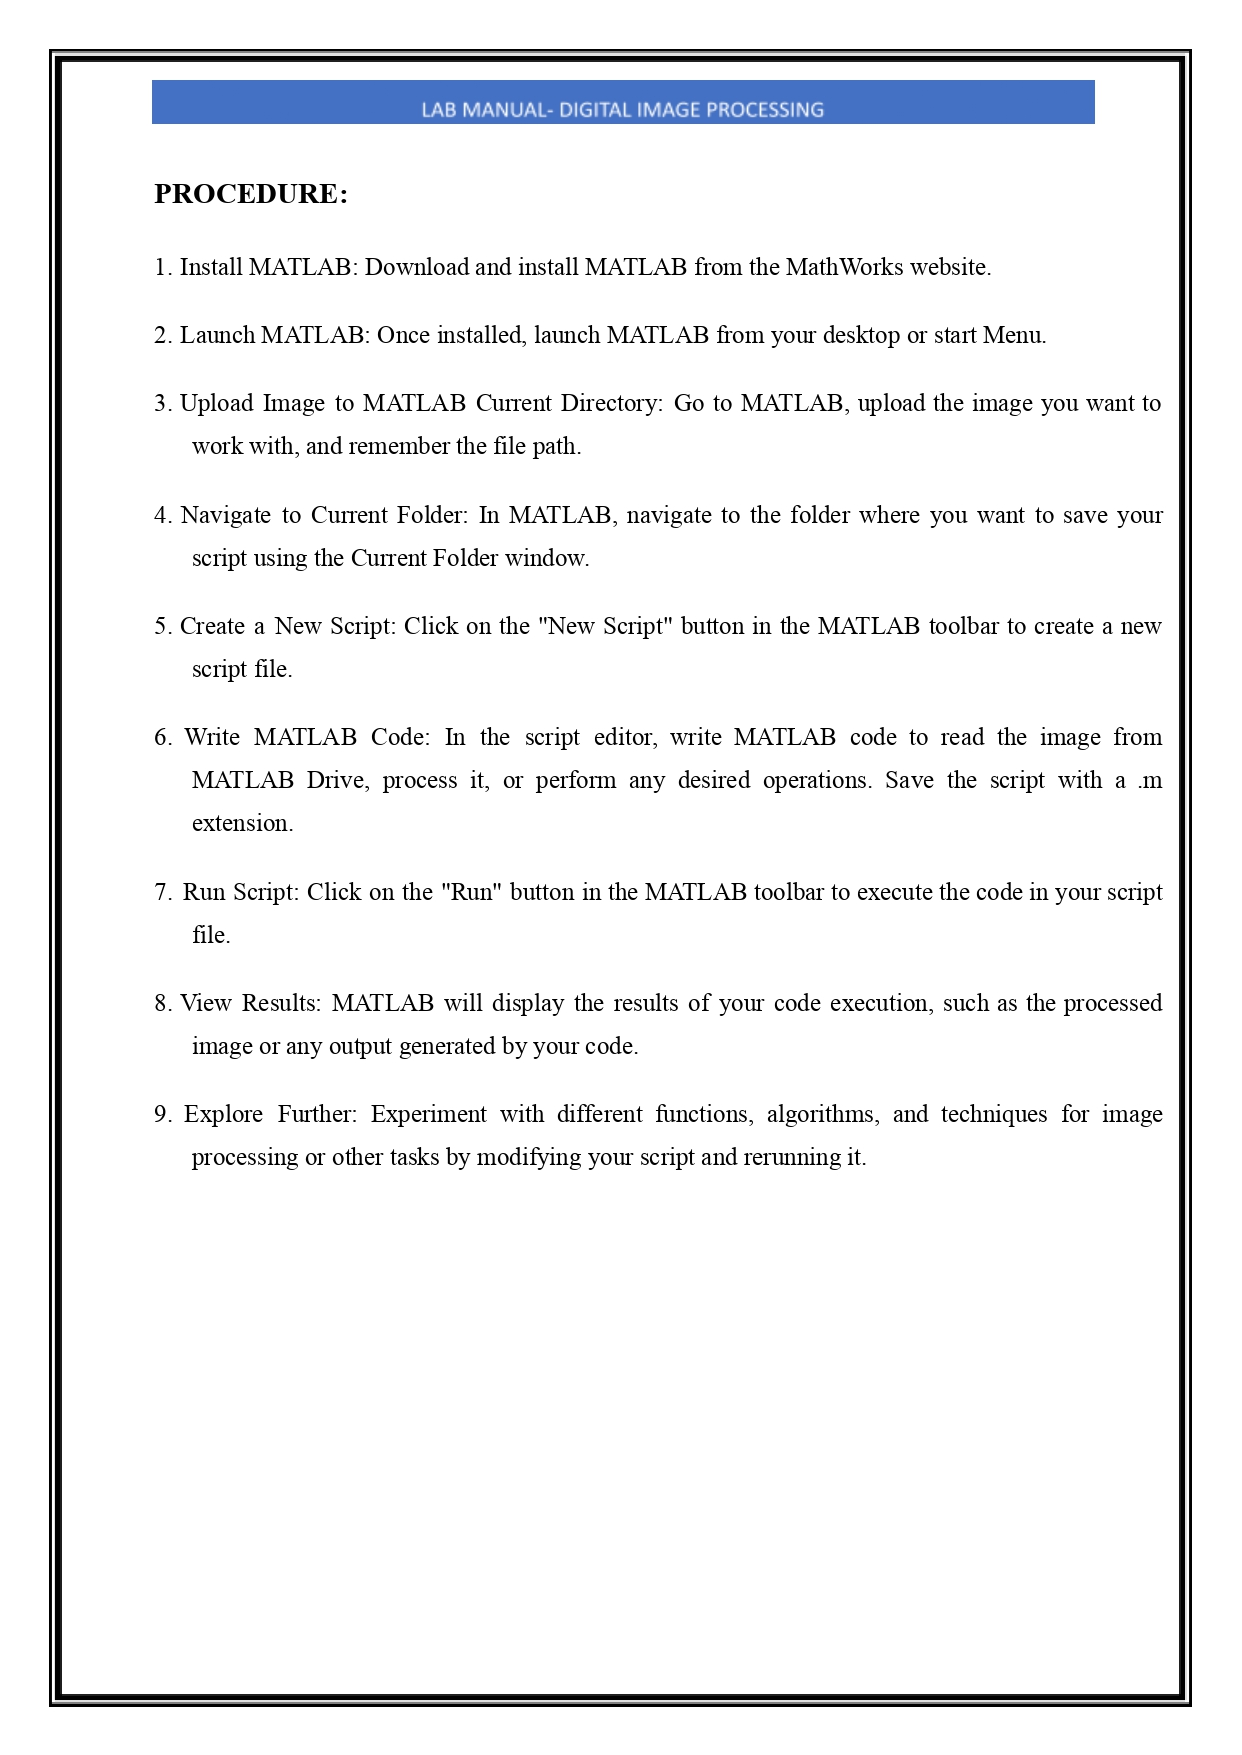 LAB MANUAL- DIGITAL IMAGE PROCESSING
PROCEDURE:
1. Install MATLAB: Download and install MATLAB from the MathWorks website.
2. Launch MATLAB: Once installed, launch MATLAB from your desktop or start Menu.
3. Upload Image to MATLAB Current Directory: Go to MATLAB, upload the image you want to
work with, and remember the file path.
4. Navigate to Current Folder: In MATLAB, navigate to the folder where you want to save your
script using the Current Folder window.
5. Create a New Script: Click on the "New Script" button in the MATLAB toolbar to create a new
script file.
6. Write MATLAB Code: In the script editor, write MATLAB code to read the image from
MATLAB Drive, process it, or perform any desired operations. Save the script with a .m
extension.
7. Run Script: Click on the "Run" button in the MATLAB toolbar to execute the code in your script
file.
8. View Results: MATLAB will display the results of your code execution, such as the processed
image or any output generated by your code.
9. Explore Further: Experiment with different functions, algorithms, and techniques for image
processing or other tasks by modifying your script and rerunning it.